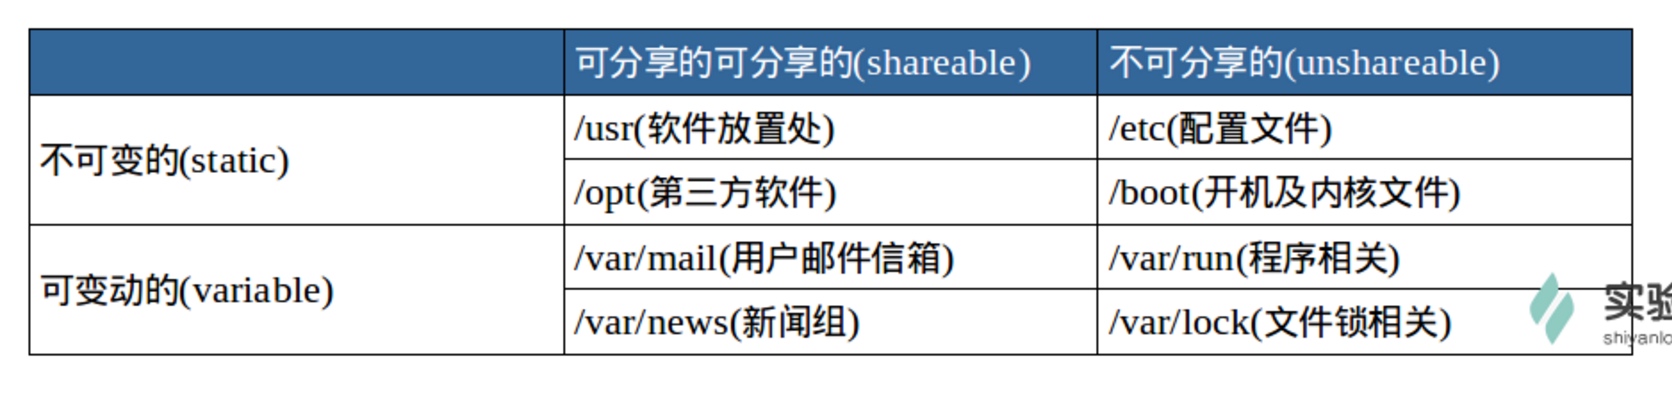 可分享的可分享的(shareable) 不可分享的(unshareable)
不可变的(static) /usr(软件放置处) /etc(配置文件)
/opt(第三方软件) /boot(开机及内核文件)
可变动的(variable) /var/mail(用户邮件信箱) /var/run(程序相关)
/var/news(新闻组) /var/lock(文件锁相关)
实验
shiyanlo